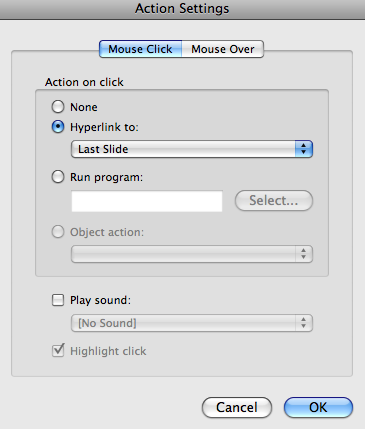 Action Settings
Mouse Click Mouse Over
Action on click
None
Hyperlink to:
Last Slide
Run program:
Select...
Object action:
Play sound:
[No Sound]
Highlight click
Cancel OK